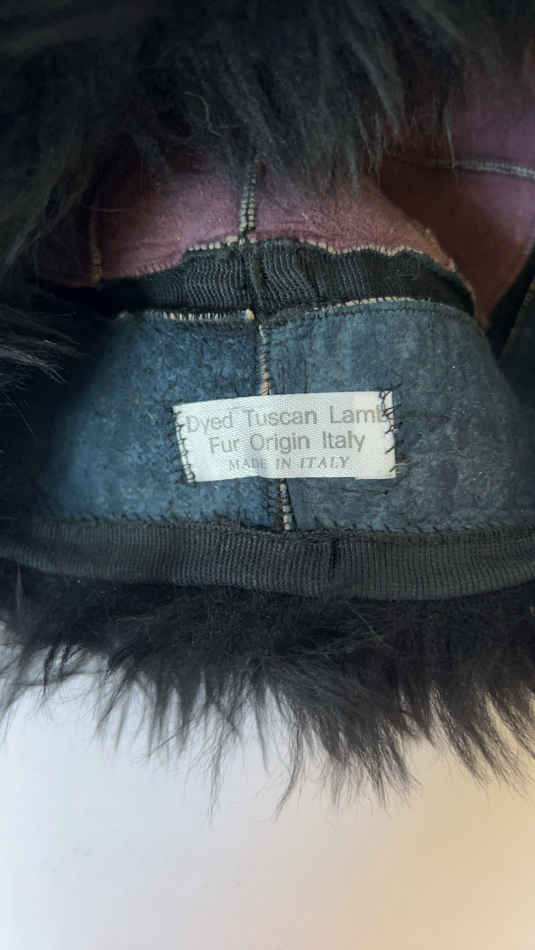 Dyed Tuscan Lamb
Fur Origin Italy
MADE IN ITALY